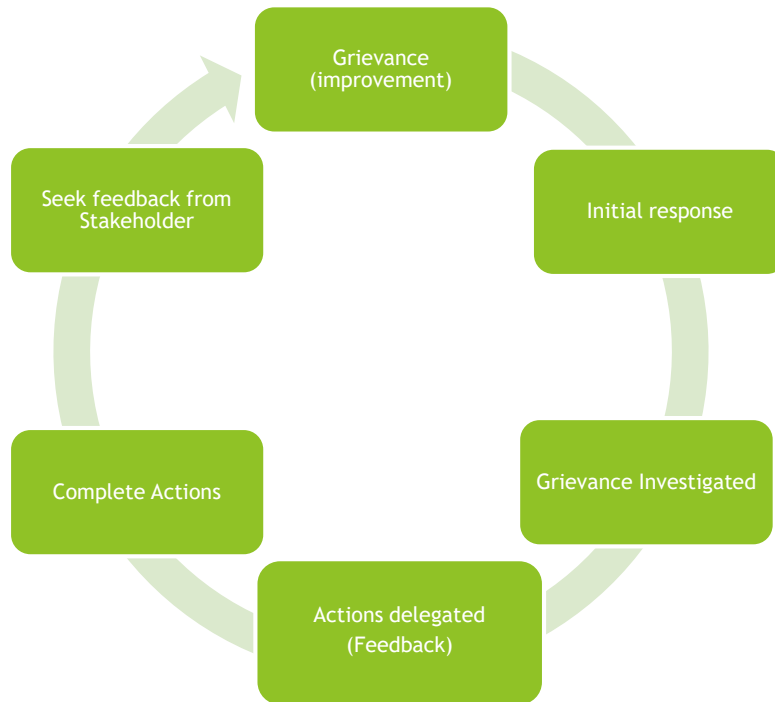 Grievance
(improvement)
Initial response
Grievance Investigated
Actions delegated
(Feedback)
Complete Actions
Seek feedback from
Stakeholder